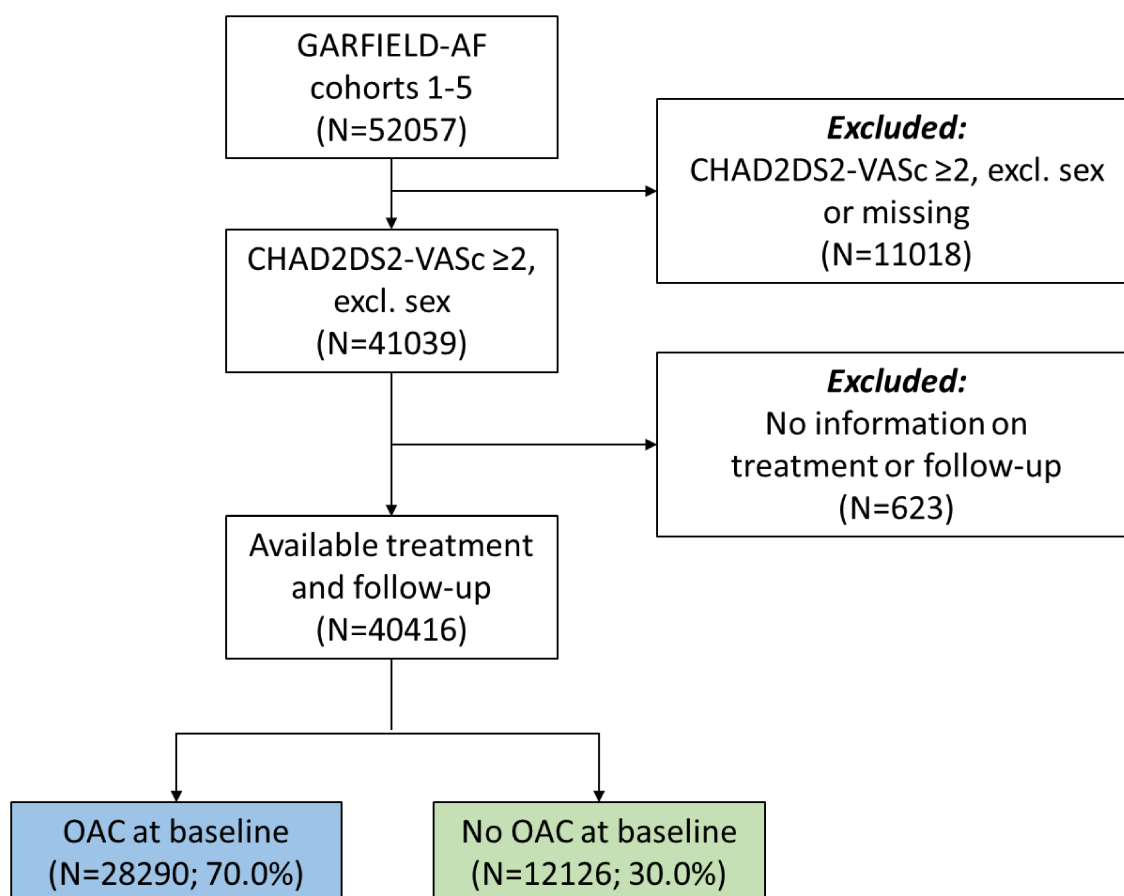 GARFIELD-AF
cohorts 1-5
(N=52057)
Excluded:
CHAD2DS2-VASc ≥2, excl. sex
or missing
(N=11018)
CHAD2DS2-VASc ≥2,
excl. sex
(N=41039)
Excluded:
No information on
treatment or follow-up
(N=623)
Available treatment
and follow-up
(N=40416)
OAC at baseline
(N=28290; 70.0%)
No OAC at baseline
(N=12126; 30.0%)